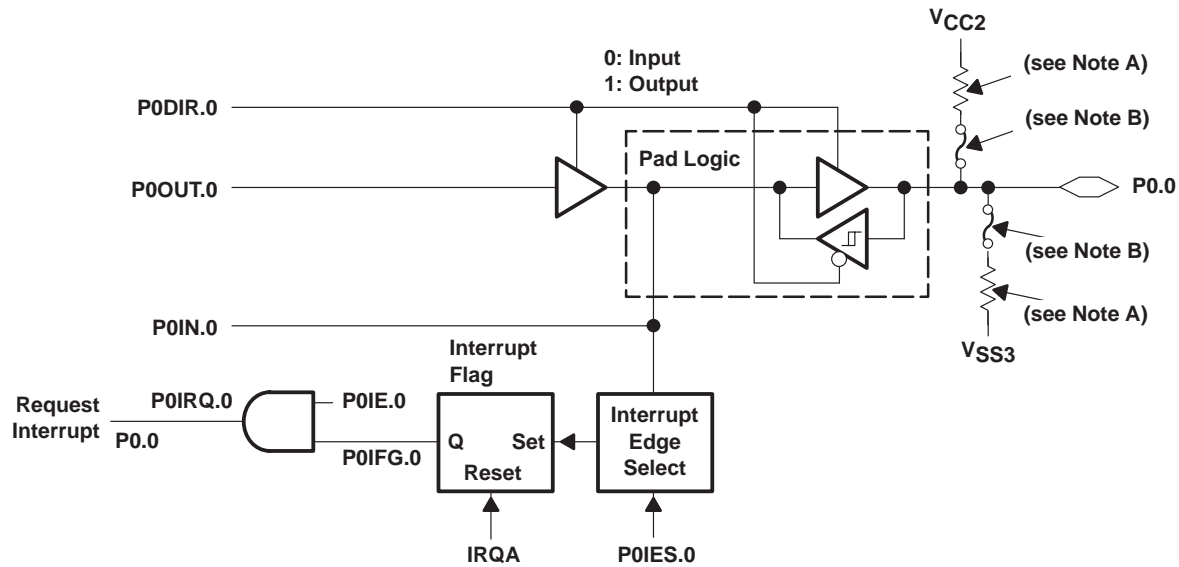 VCC2
0: Input
1: Output
(see Note A)
P0DIR.0
(see Note B)
Pad Logic
P0OUT.0
P0.0
(see Note B)
(see Note A)
P0IN.0
VSS3
Interrupt
Flag
P0IRQ.0
P0IE.0
Request
Interrupt
P0.0
P0IFG.0
Q
Set
Reset
Interrupt
Edge
Select
IRQA
P0IES.0